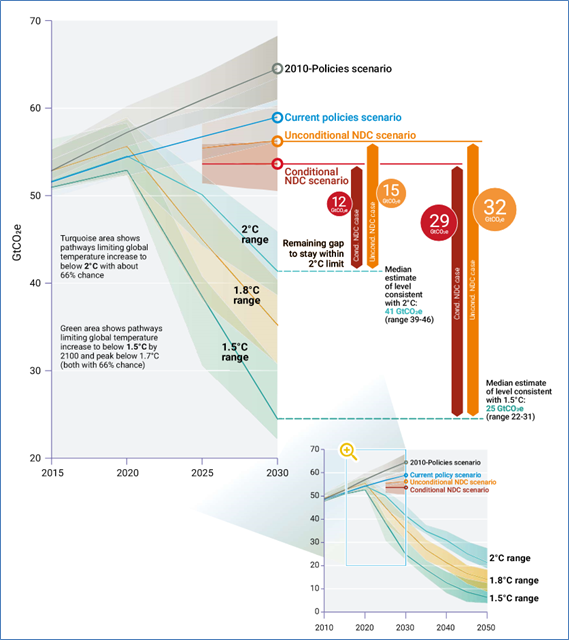 70
60
50
40
30
20
GtCO2e
2015
2020
2025
2030
2010-Policies scenario
Current policies scenario
Unconditional NDC scenario
Conditional
NDC scenario
2°C
range
1.8°C
range
1.5°C
range
Turquoise area shows
pathways limiting global
temperature increase to
below 2°C with about
66% chance
Green area shows pathways
limiting global temperature
increase to below 1.5°C by
2100 and peak below 1.7°C
(both with 66% chance)
Remaining gap
to stay within
2°C limit
12
GtCO2e
15
GtCO2e
Cond. NDC case
Uncond. NDC case
29
GtCO2e
32
GtCO2e
Cond. NDC case
Uncond. NDC case
Median
estimate
of level
consistent
with 2°C:
41 GtCO2e
(range 39-46)
Median estimate
of level consistent
with 1.5°C:
25 GtCO2e
(range 22-31)
70
60
50
40
30
20
10
0
2010
2020
2030
2040
2050
2010-Policies scenario
Current policy scenario
Unconditional NDC scenario
Conditional NDC scenario
2°C range
1.8°C range
1.5°C range